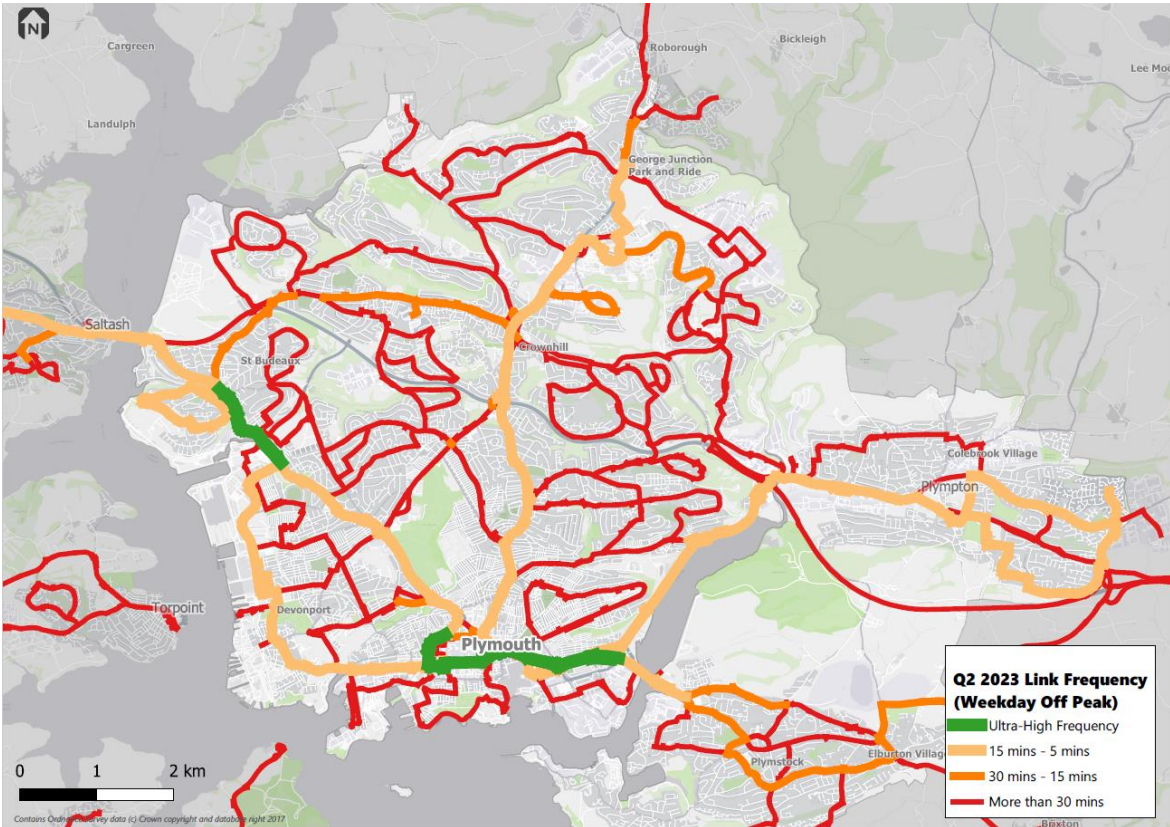 N
Cargreen
Roborough
Bickleigh
Lee Moo
Landulph
George Junction
Park and Ride
Saltash
Crownhill
St Budeaux
Colebrook Village
Plympton
Torpoint
Devonport
Plymouth
Plymstock
Elburton Village
Brixton
Q2 2023 Link Frequency
(Weekday Off Peak)
Ultra-High Frequency
15 mins - 5 mins
30 mins - 15 mins
More than 30 mins
0 1 2 km
Contains Ordnance Survey data (c) Crown copyright and database right 2017